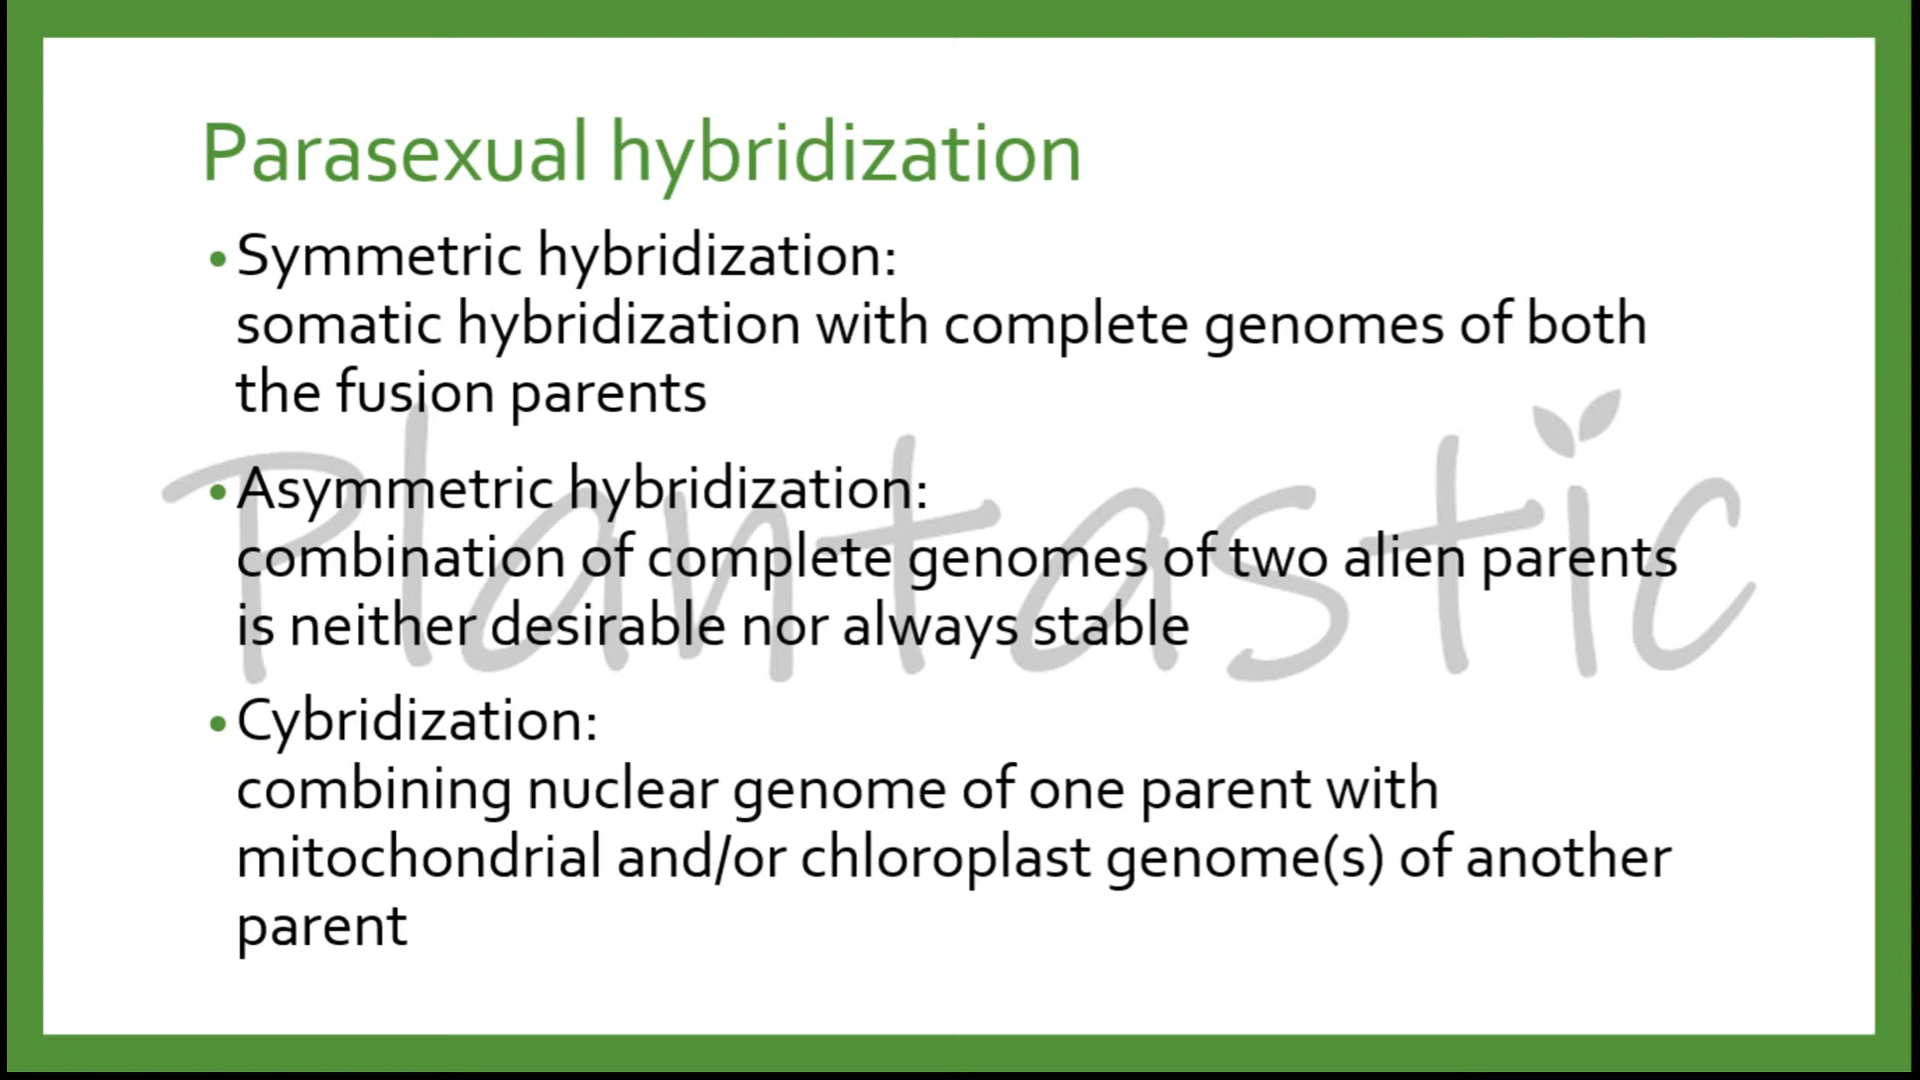 Parasexual hybridization
• Symmetric hybridization:
somatic hybridization with complete genomes of both
the fusion parents
• Asymmetric hybridization:
combination of complete genomes of two alien parents
is neither desirable nor always stable
• Cybridization:
combining nuclear genome of one parent with
mitochondrial and/or chloroplast genome(s) of another
parent
Plantastic